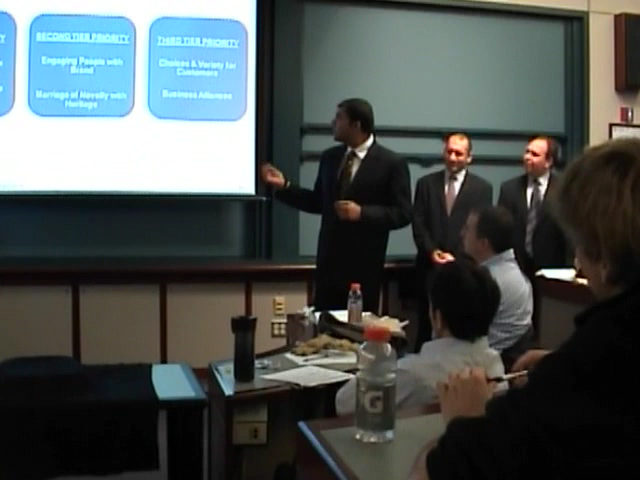 SECOND TIER PRIORITY
Engaging People with
Brand
Marriage of Novelty with
Heritage
THIRD TIER PRIORITY
Choices & Variety for
Customers
Business Alliances
G